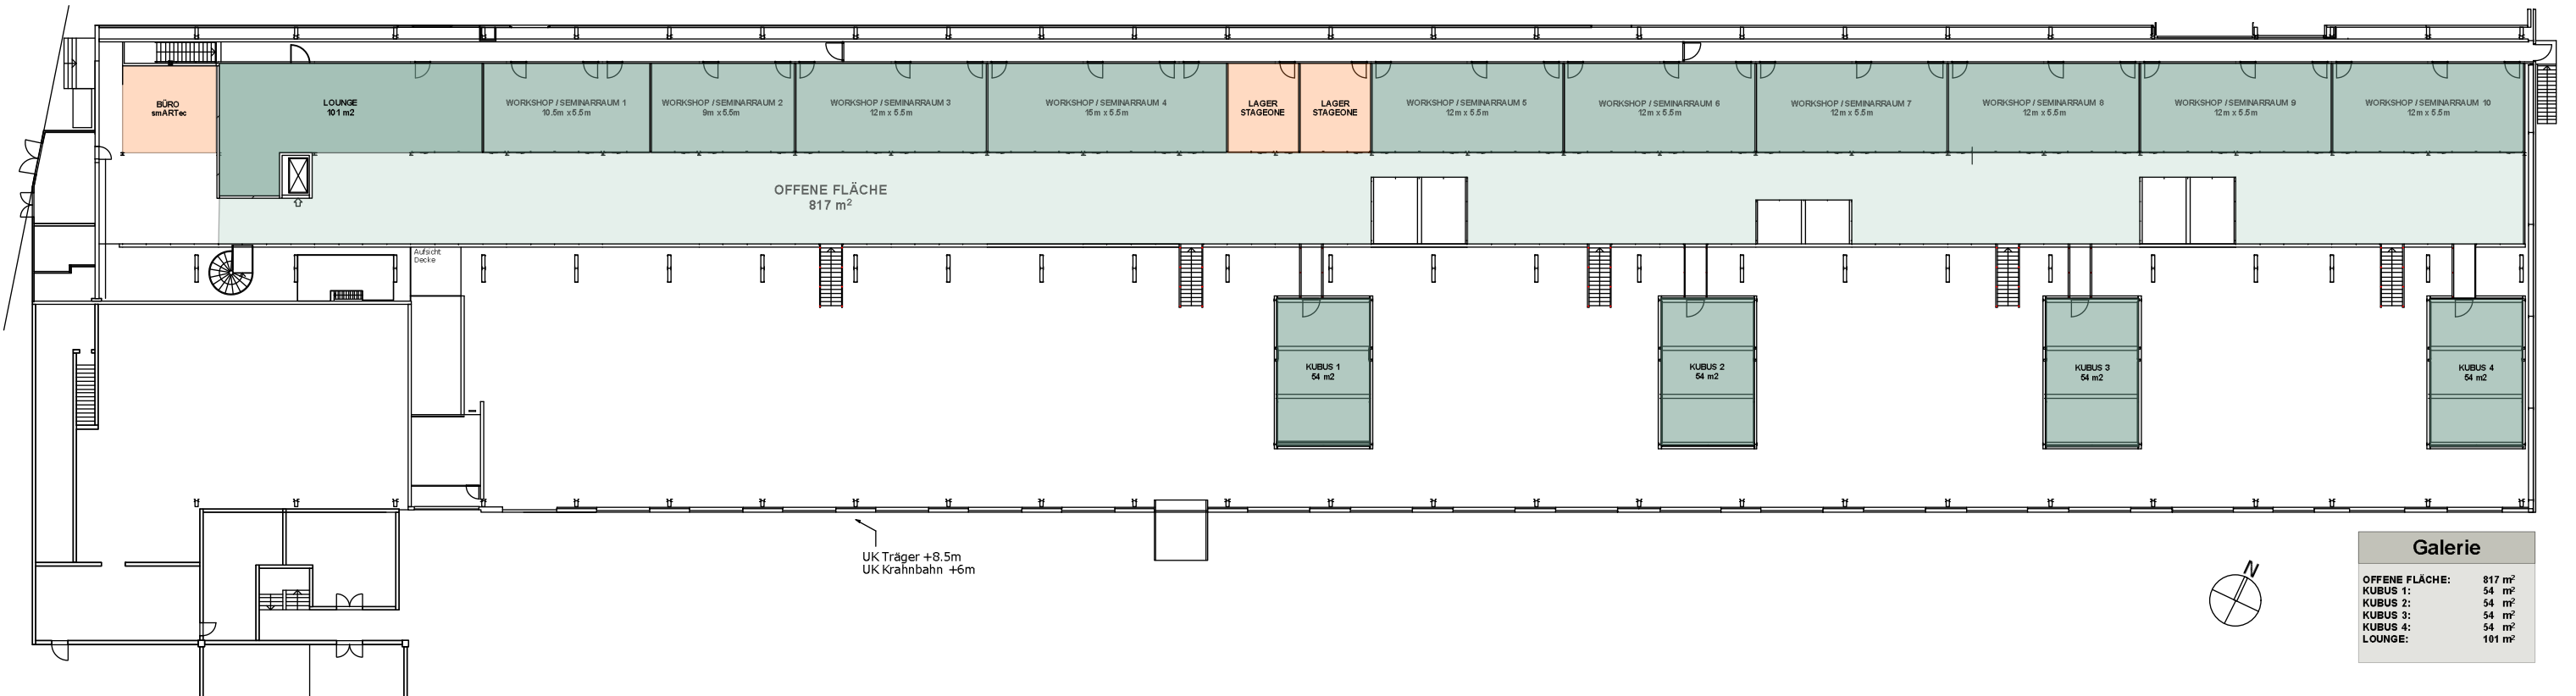 BÜRO
smARTec
LOUNGE
101 m2
WORKSHOP / SEMINARRAUM 1
10.5m x 5.5m
WORKSHOP / SEMINARRAUM 2
9m x 5.5m
WORKSHOP / SEMINARRAUM 3
12m x 5.5m
WORKSHOP / SEMINARRAUM 4
15m x 5.5m
LAGER
STAGEONE
LAGER
STAGEONE
WORKSHOP / SEMINARRAUM 5
12m x 5.5m
WORKSHOP / SEMINARRAUM 6
12m x 5.5m
WORKSHOP / SEMINARRAUM 7
12m x 5.5m
WORKSHOP / SEMINARRAUM 8
12m x 5.5m
WORKSHOP / SEMINARRAUM 9
12m x 5.5m
WORKSHOP / SEMINARRAUM 10
12m x 5.5m
OFFENE FLÄCHE
817 m²
Aufsicht
Decke
KUBUS 1
54 m2
KUBUS 2
54 m2
KUBUS 3
54 m2
KUBUS 4
54 m2
UK Träger +8.5m
UK Krahnbahn +6m
N
Galerie
OFFENE FLÄCHE: 817 m²
KUBUS 1: 54 m²
KUBUS 2: 54 m²
KUBUS 3: 54 m²
KUBUS 4: 54 m²
LOUNGE: 101 m²